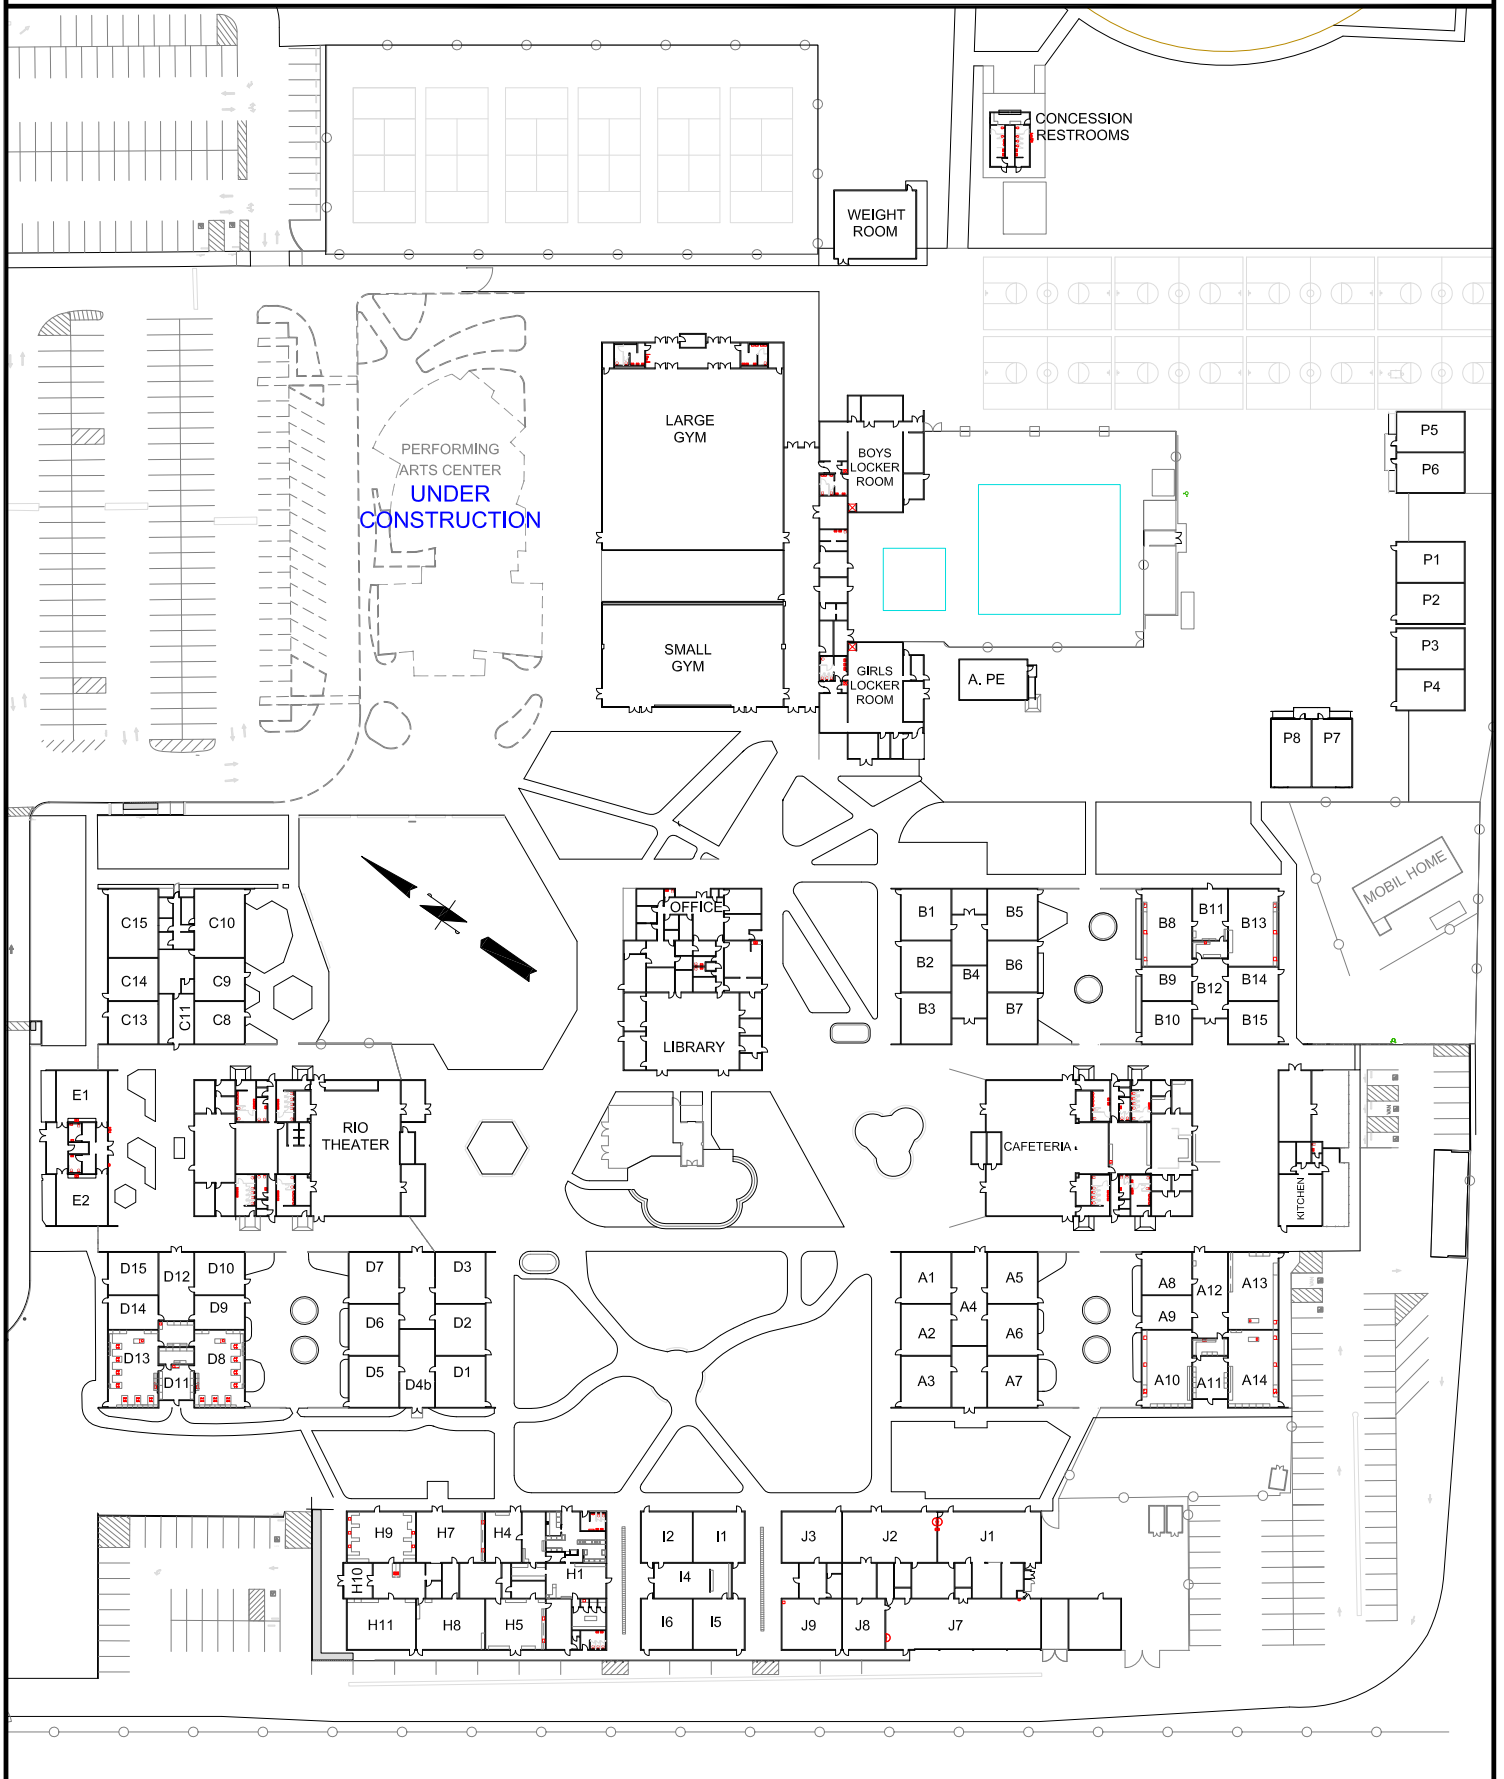 CONCESSION
RESTROOMS
WEIGHT
ROOM
LARGE
GYM
PERFORMING
ARTS CENTER
UNDER
CONSTRUCTION
BOYS
LOCKER
ROOM
P5
P6
P1
P2
P3
P4
SMALL
GYM
GIRLS
LOCKER
ROOM
A. PE
P8
P7
MOBIL HOME
C15
C10
C14
C9
C13
C11
C8
OFFICE
LIBRARY
B1
B5
B2
B4
B6
B3
B7
B8
B11
B13
B9
B12
B14
B10
B15
E1
E2
RIO
THEATER
CAFETERIA
KITCHEN
VAN
D15
D12
D10
D14
D9
D13
D8
D11
D7
D3
D6
D2
D5
D4b
D1
A1
A5
A4
A2
A6
A3
A7
A8
A12
A13
A9
A10
A11
A14
H9
H7
H4
H10
H1
H11
H8
H5
I2
I1
I4
I6
I5
J3
J2
J1
J9
J8
J7